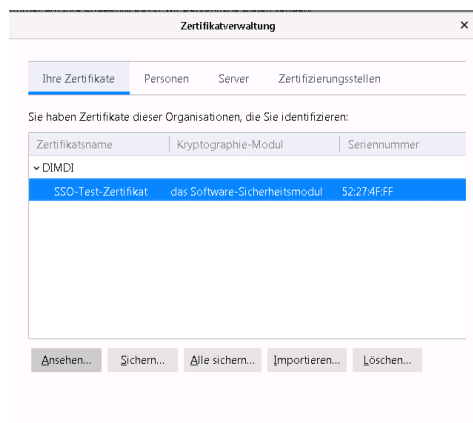 Zertifikatverwaltung
Ihre Zertifikate Personen Server Zertifizierungsstellen
Sie haben Zertifikate dieser Organisationen, die Sie identifizieren:
Zertifikatsname Kryptographie-Modul Seriennummer
DIMDI
SSO-Test-Zertifikat das Software-Sicherheitsmodul 52:27:4F:FF
Ansehen... Sichern... Alle sichern... Importieren... Löschen...